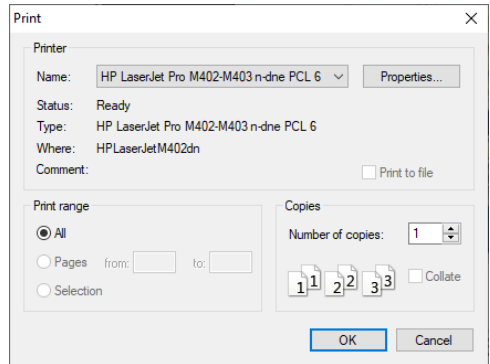 Print
Printer
Name: HP LaserJet Pro M402-M403 n-dne PCL 6 Properties...
Status: Ready
Type: HP LaserJet Pro M402-M403 n-dne PCL 6
Where: HPLaserJetM402dn
Comment: Print to file
Print range
All
Pages from: to:
Selection
Copies
Number of copies: 1
1 1 2 2 3 3 Collate
OK Cancel